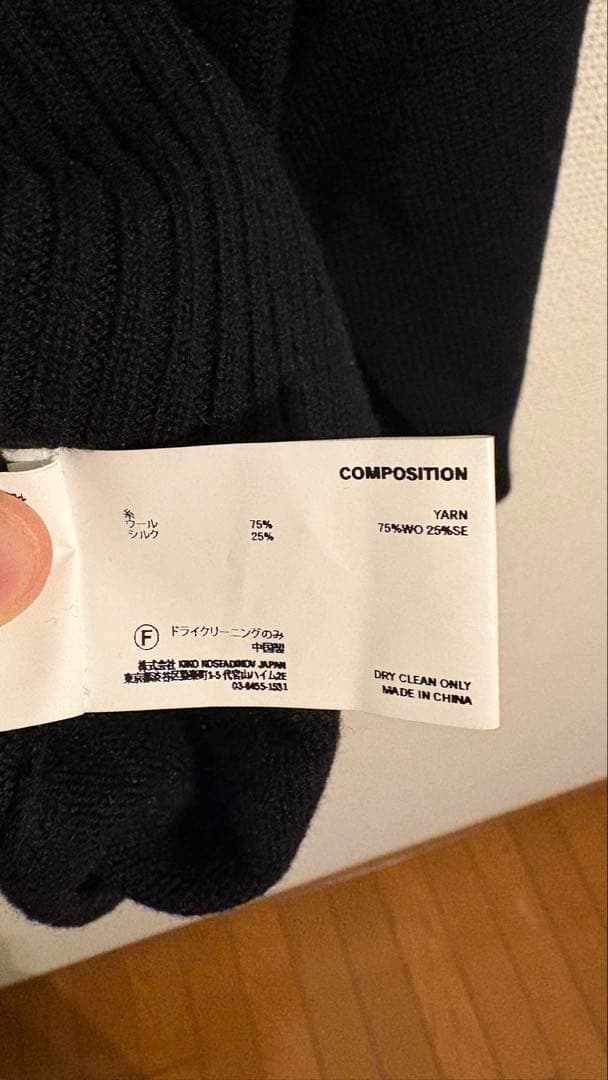 COMPOSITION
糸
ウール 75%
シルク 25%
YARN
75%WO 25%SE
F ドライクリーニングのみ
中国製
株式会社 KIKO KOSTADINOV JAPAN
東京都渋谷区猿楽町1-5 代官山ハイム2E
03-6455-1531
DRY CLEAN ONLY
MADE IN CHINA